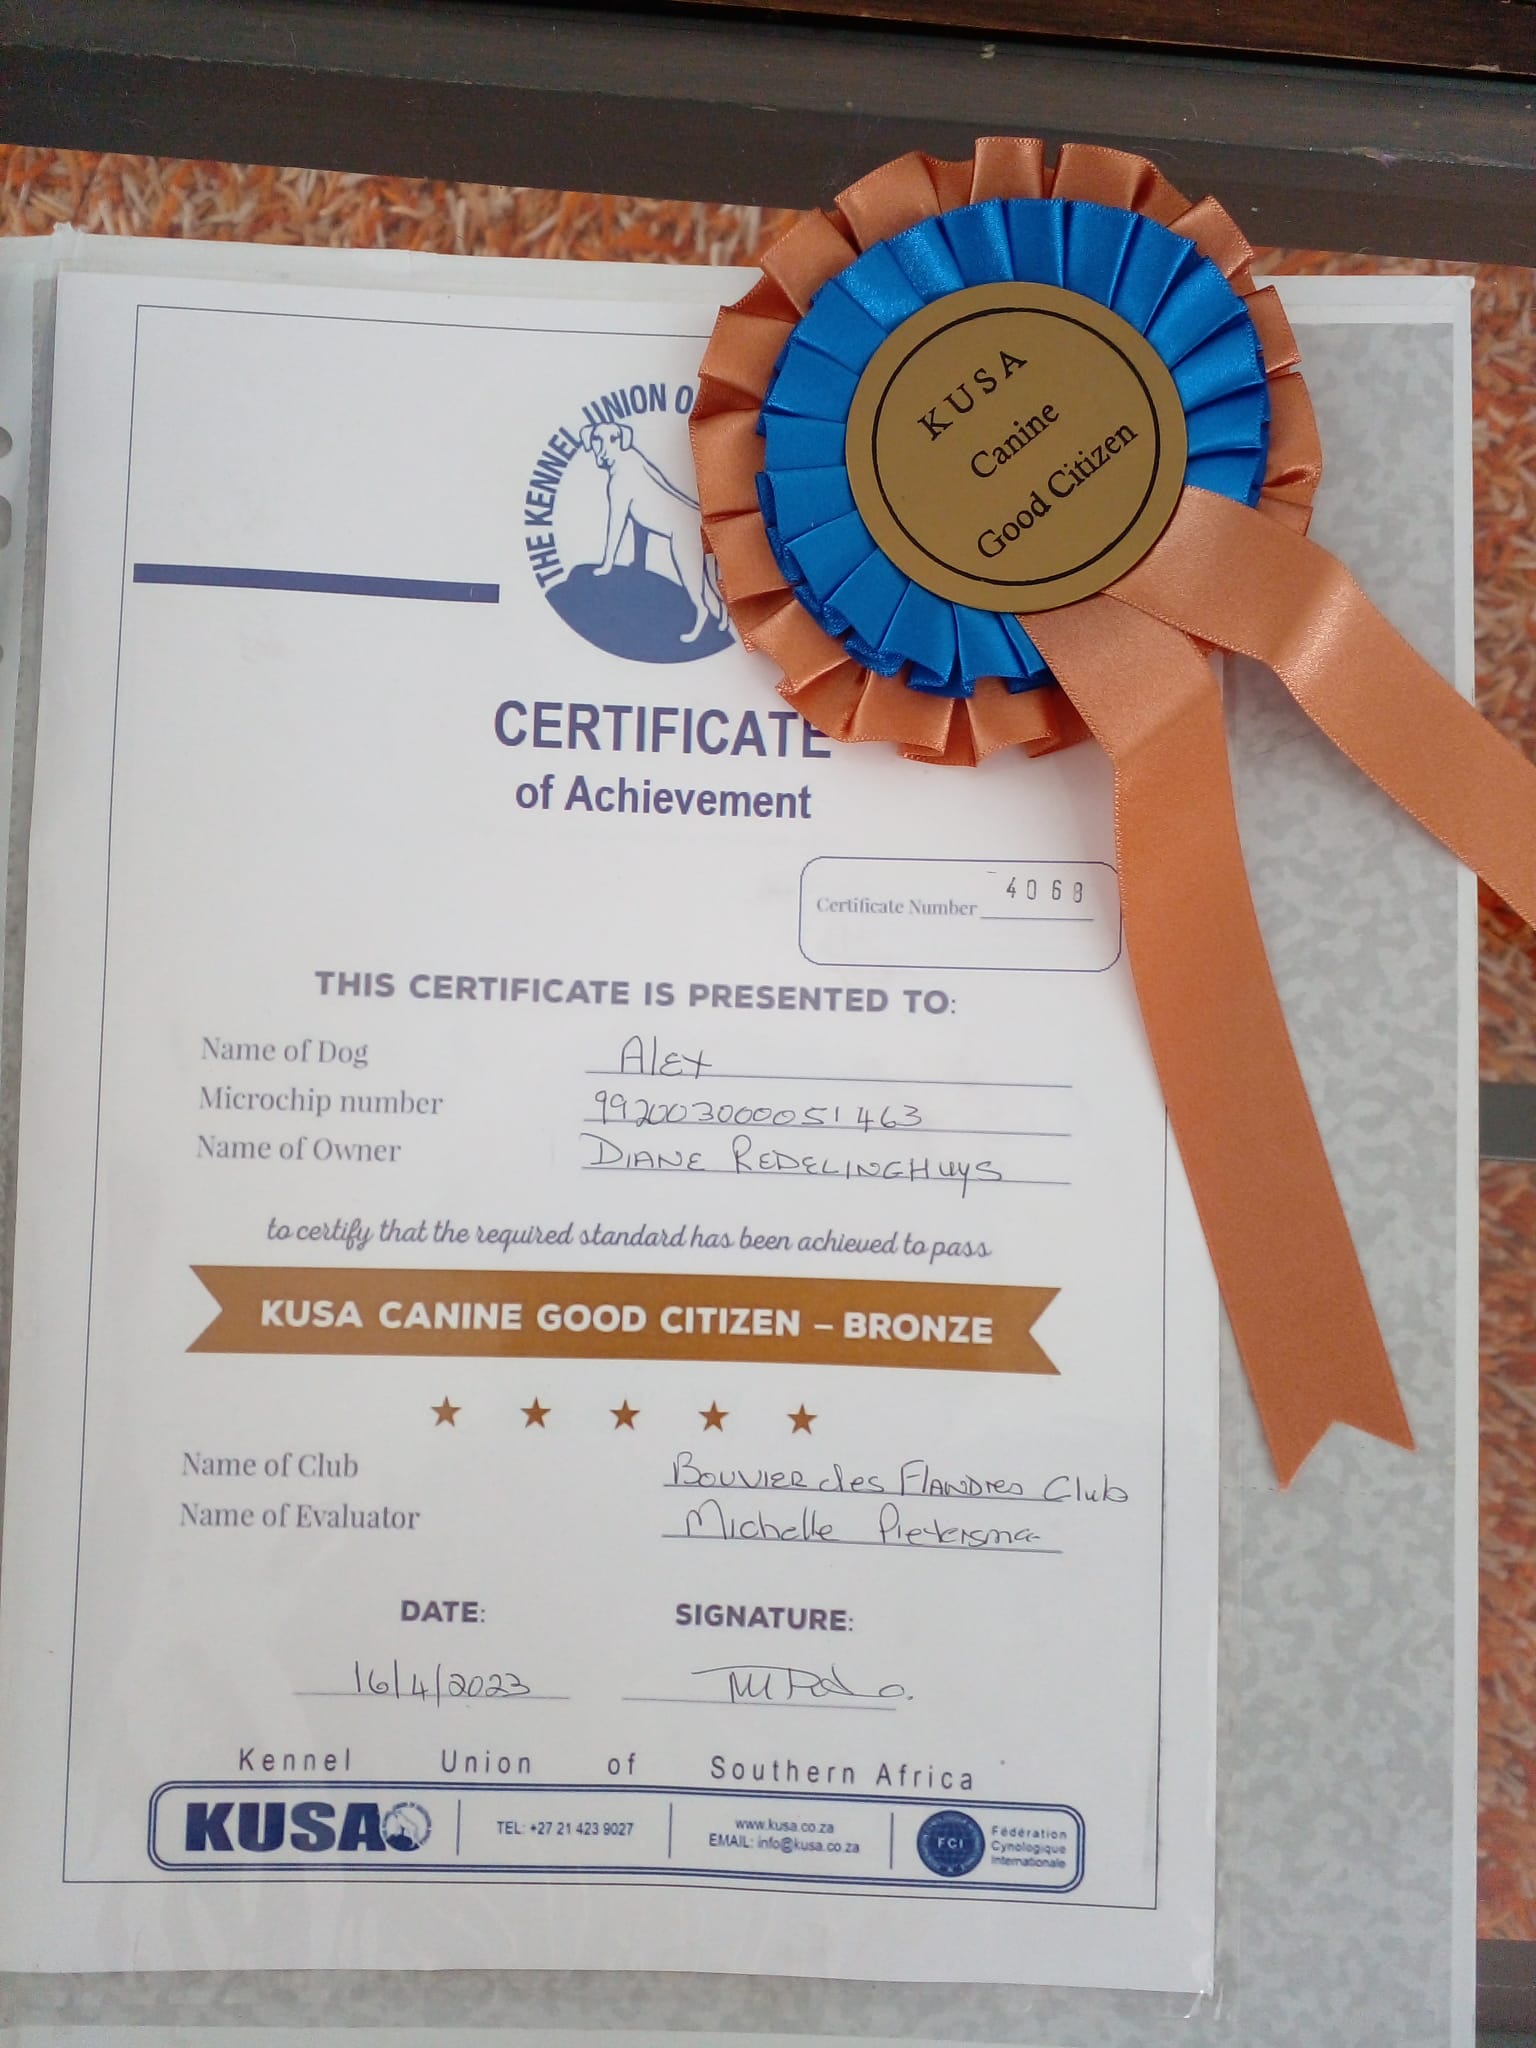 THE KENNEL UNION O
KUSA
Canine
Good Citizen
CERTIFICATE
of Achievement
Certificate Number 4068
THIS CERTIFICATE IS PRESENTED TO:
Name of Dog Alex
Microchip number 992003000051463
Name of Owner DIANE REDELINGHUYS
to certify that the required standard has been achieved to pass
KUSA CANINE GOOD CITIZEN – BRONZE
Name of Club Bouvier des Flandres Club
Name of Evaluator Michelle Pietersma
DATE: SIGNATURE:
16/4/2023
Kennel Union of Southern Africa
KUSA
TEL: +27 21 423 9027
www.kusa.co.za
EMAIL: info@kusa.co.za
FCI
Fédération
Cynologique
Internationale